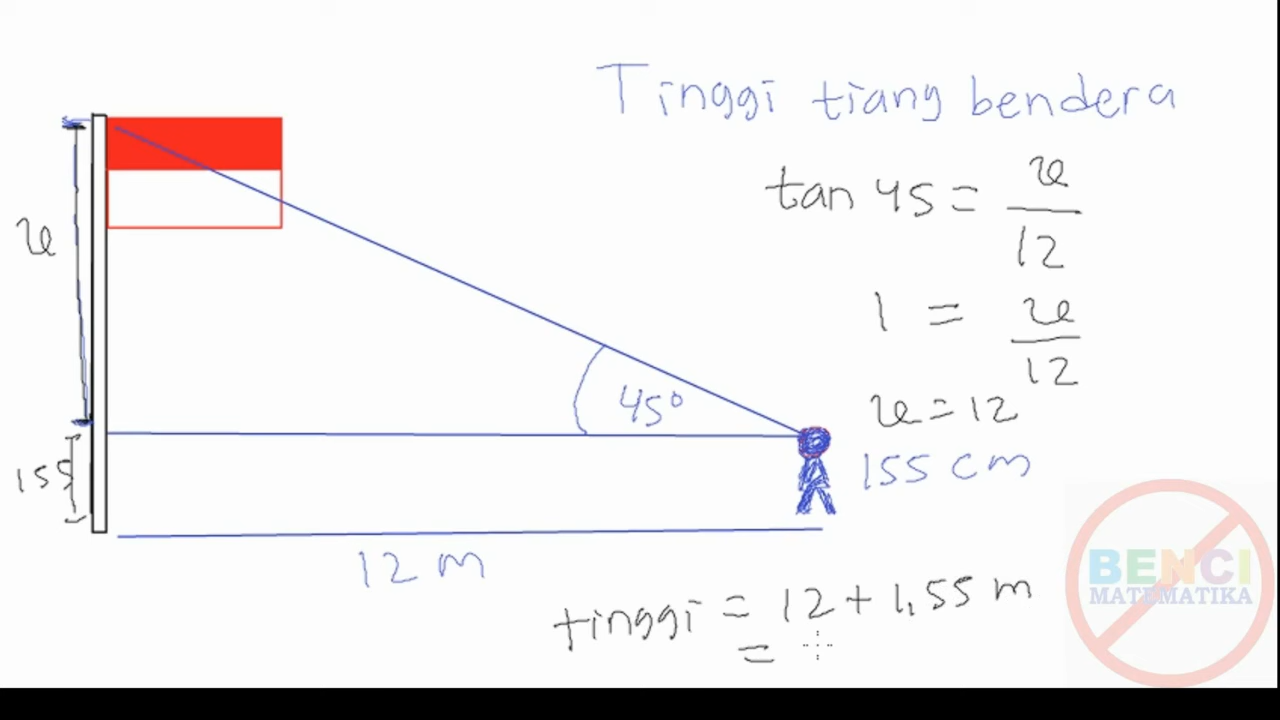 Tinggi tiang bendera
tan 45 = x
12
1 = x
12
x = 12
155 cm
x
45°
155
12 m
tinggi = 12 + 1,55 m
=
BENCI
MATEMATIKA